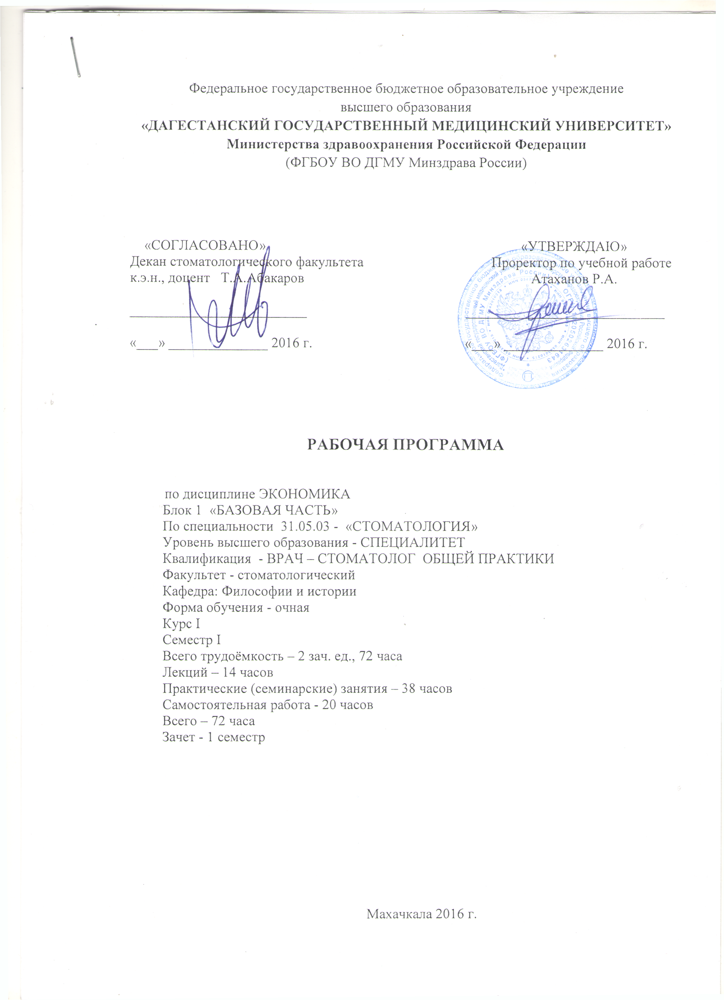 Федеральное государственное бюджетное образовательное учреждение
высшего образования
«ДАГЕСТАНСКИЙ ГОСУДАРСТВЕННЫЙ МЕДИЦИНСКИЙ УНИВЕРСИТЕТ»
Министерства здравоохранения Российской Федерации
(ФГБОУ ВО ДГМУ Минздрава России)
«СОГЛАСОВАНО»
Декан стоматологического факультета
к.э.н., доцент Т.А.Абакаров
«___» ______________ 2016 г.
«УТВЕРЖДАЮ»
Проректор по учебной работе
Атаханов Р.А.
«___» ______________ 2016 г.
РАБОЧАЯ ПРОГРАММА
по дисциплине ЭКОНОМИКА
Блок 1 «БАЗОВАЯ ЧАСТЬ»
По специальности 31.05.03 - «СТОМАТОЛОГИЯ»
Уровень высшего образования - СПЕЦИАЛИТЕТ
Квалификация - ВРАЧ – СТОМАТОЛОГ ОБЩЕЙ ПРАКТИКИ
Факультет - стоматологический
Кафедра: Философии и истории
Форма обучения - очная
Курс I
Семестр I
Всего трудоёмкость – 2 зач. ед., 72 часа
Лекций – 14 часов
Практические (семинарские) занятия – 38 часов
Самостоятельная работа - 20 часов
Всего – 72 часа
Зачет - 1 семестр
Махачкала 2016 г.